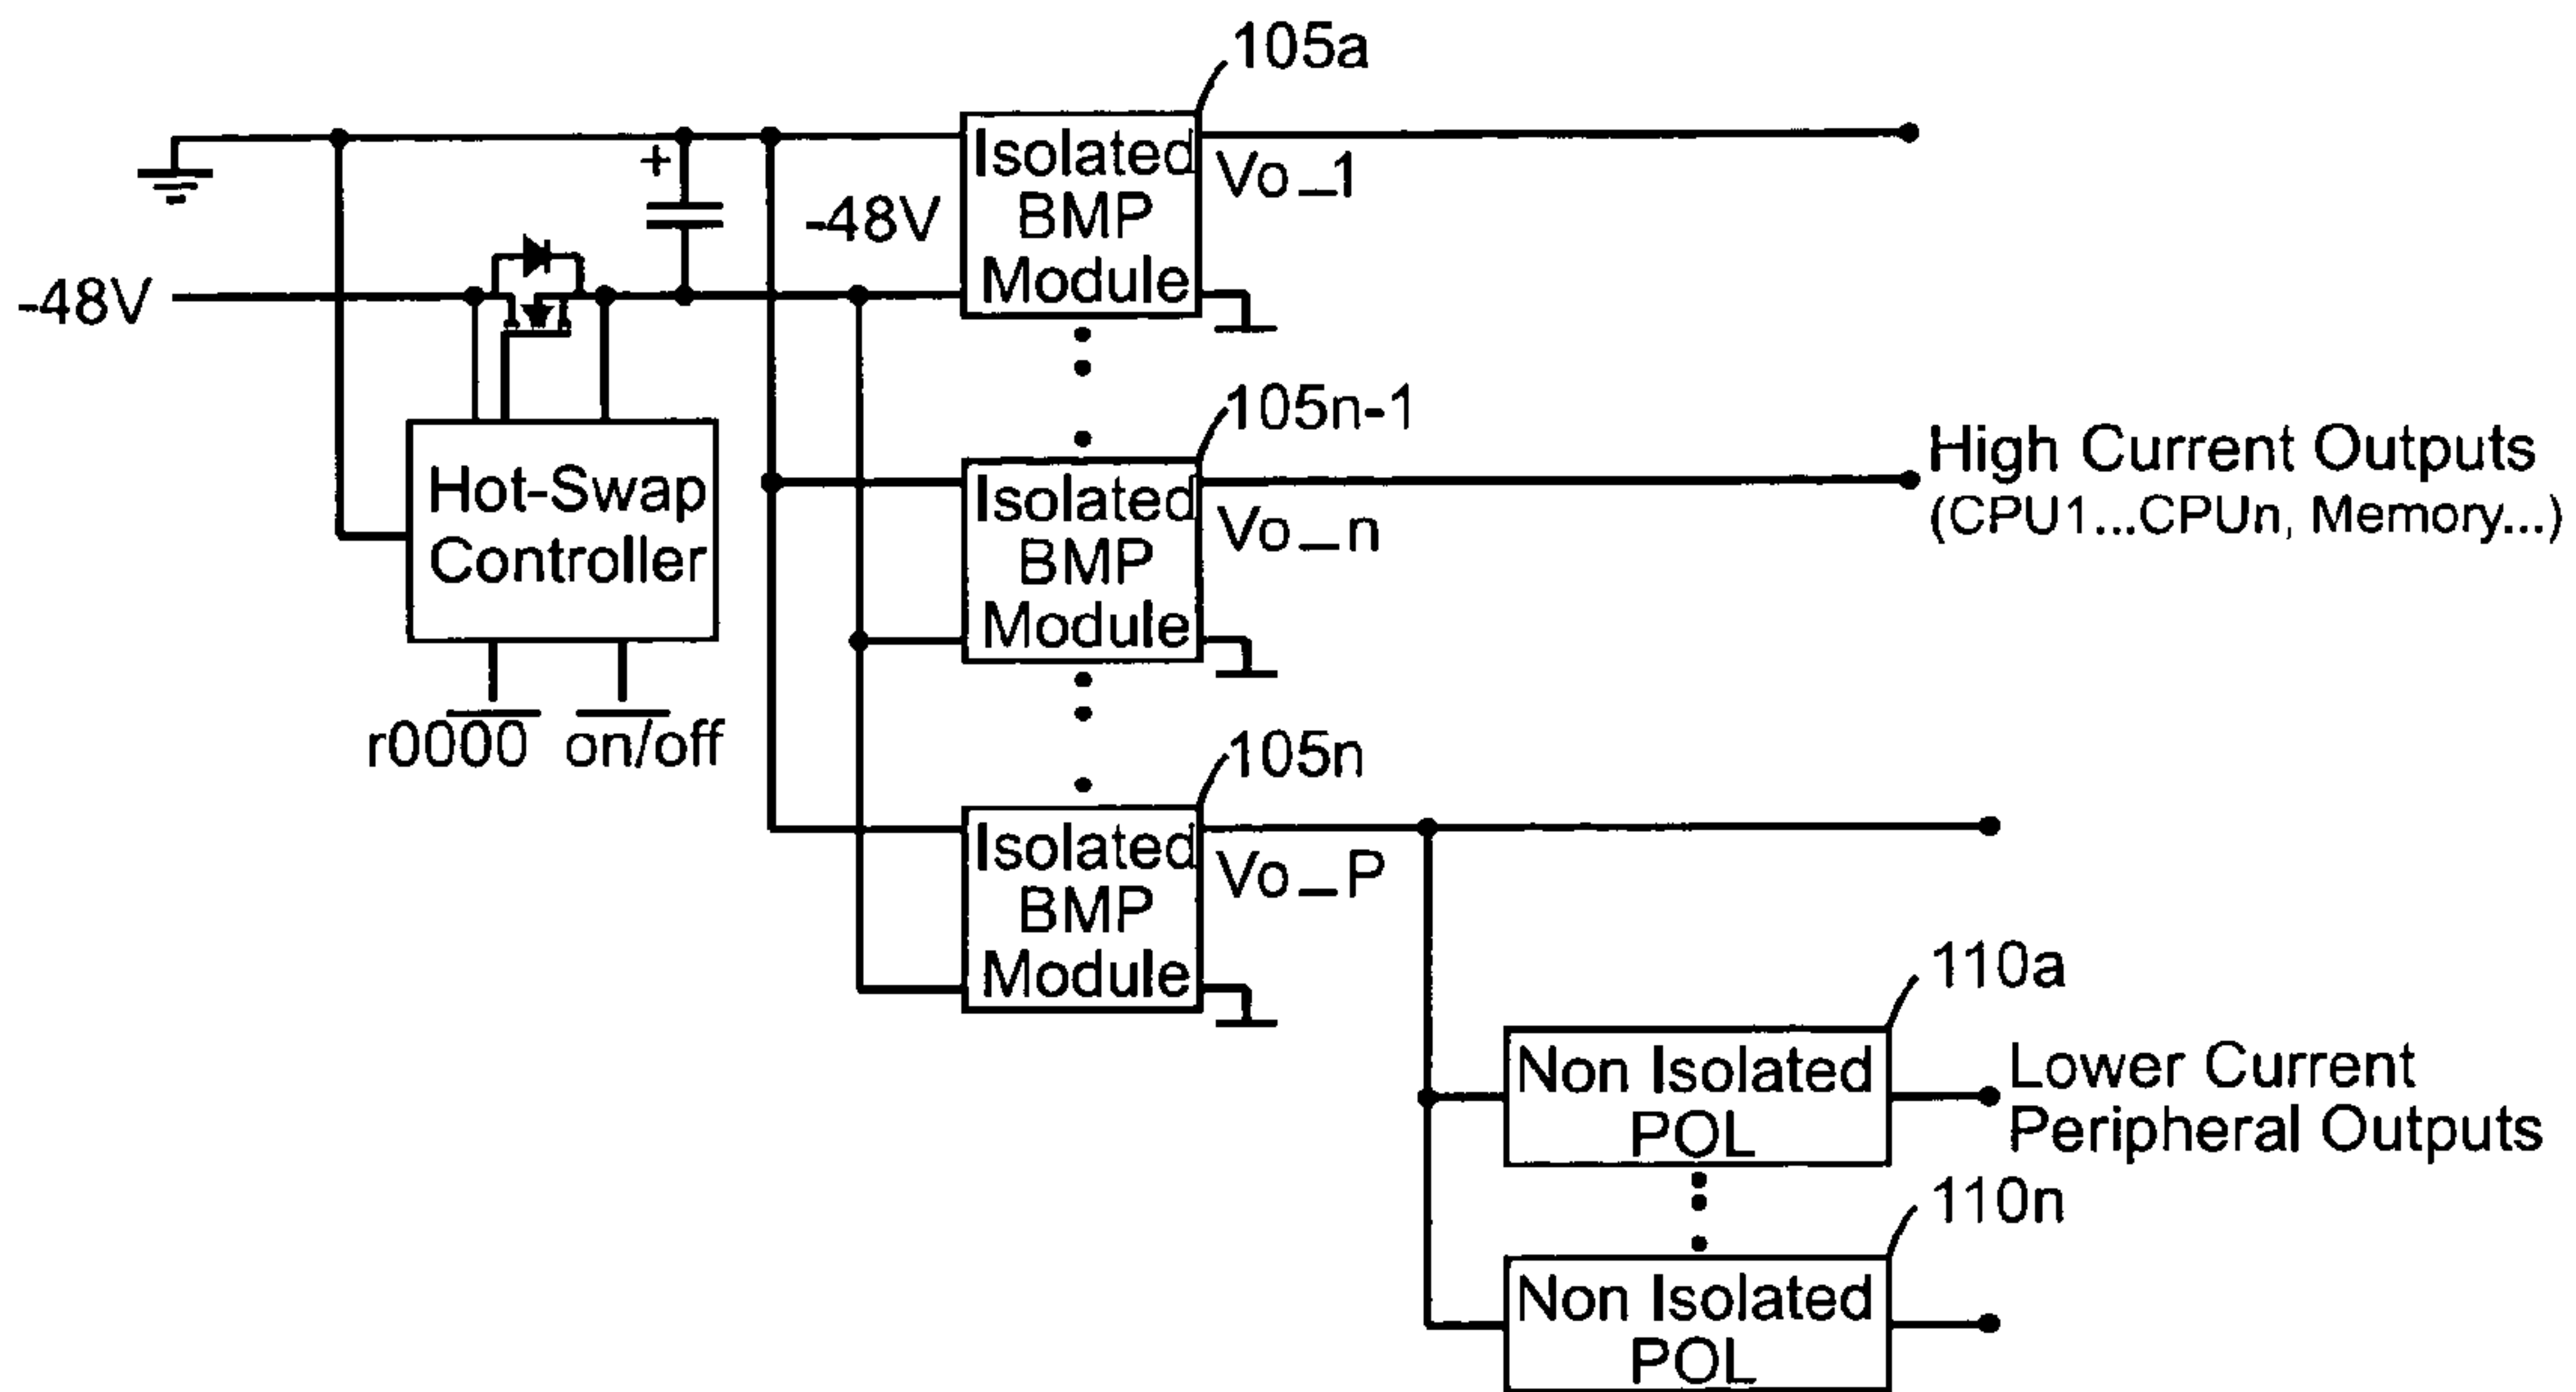 105a
+
-48V
Isolated
BMP
Module
Vo_1
-48V
Hot-Swap
Controller
r0000
on/off
105n-1
Isolated
BMP
Module
Vo_n
High Current Outputs
(CPU1...CPUn, Memory...)
105n
Isolated
BMP
Module
Vo_P
110a
Non Isolated
POL
Lower Current
Peripheral Outputs
110n
Non Isolated
POL